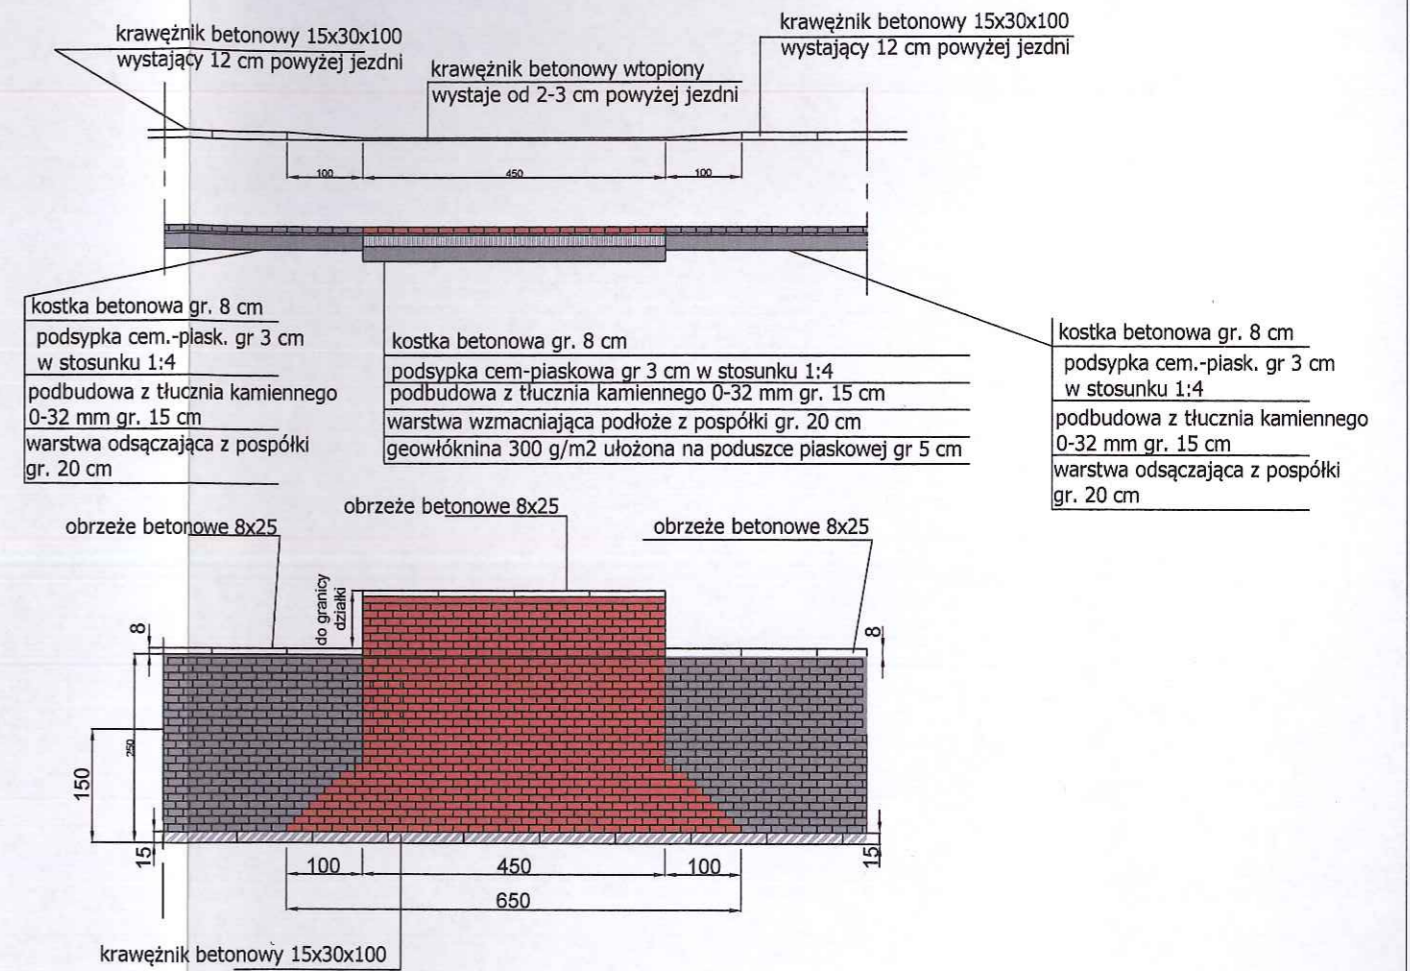 krawężnik betonowy 15x30x100
wystający 12 cm powyżej jezdni
krawężnik betonowy wtopiony
wystaje od 2-3 cm powyżej jezdni
krawężnik betonowy 15x30x100
wystający 12 cm powyżej jezdni
100
450
100
kostka betonowa gr. 8 cm
podsypka cem.-piask. gr 3 cm
w stosunku 1:4
podbudowa z tłucznia kamiennego
0-32 mm gr. 15 cm
warstwa odsączająca z pospółki
gr. 20 cm
kostka betonowa gr. 8 cm
podsypka cem-piaskowa gr 3 cm w stosunku 1:4
podbudowa z tłucznia kamiennego 0-32 mm gr. 15 cm
warstwa wzmacniająca podłoże z pospółki gr. 20 cm
geowłóknina 300 g/m2 ułożona na poduszce piaskowej gr 5 cm
kostka betonowa gr. 8 cm
podsypka cem.-piask. gr 3 cm
w stosunku 1:4
podbudowa z tłucznia kamiennego
0-32 mm gr. 15 cm
warstwa odsączająca z pospółki
gr. 20 cm
obrzeże betonowe 8x25
obrzeże betonowe 8x25
obrzeże betonowe 8x25
do granicy
działki
8
8
250
150
15
15
100
450
100
650
krawężnik betonowy 15x30x100